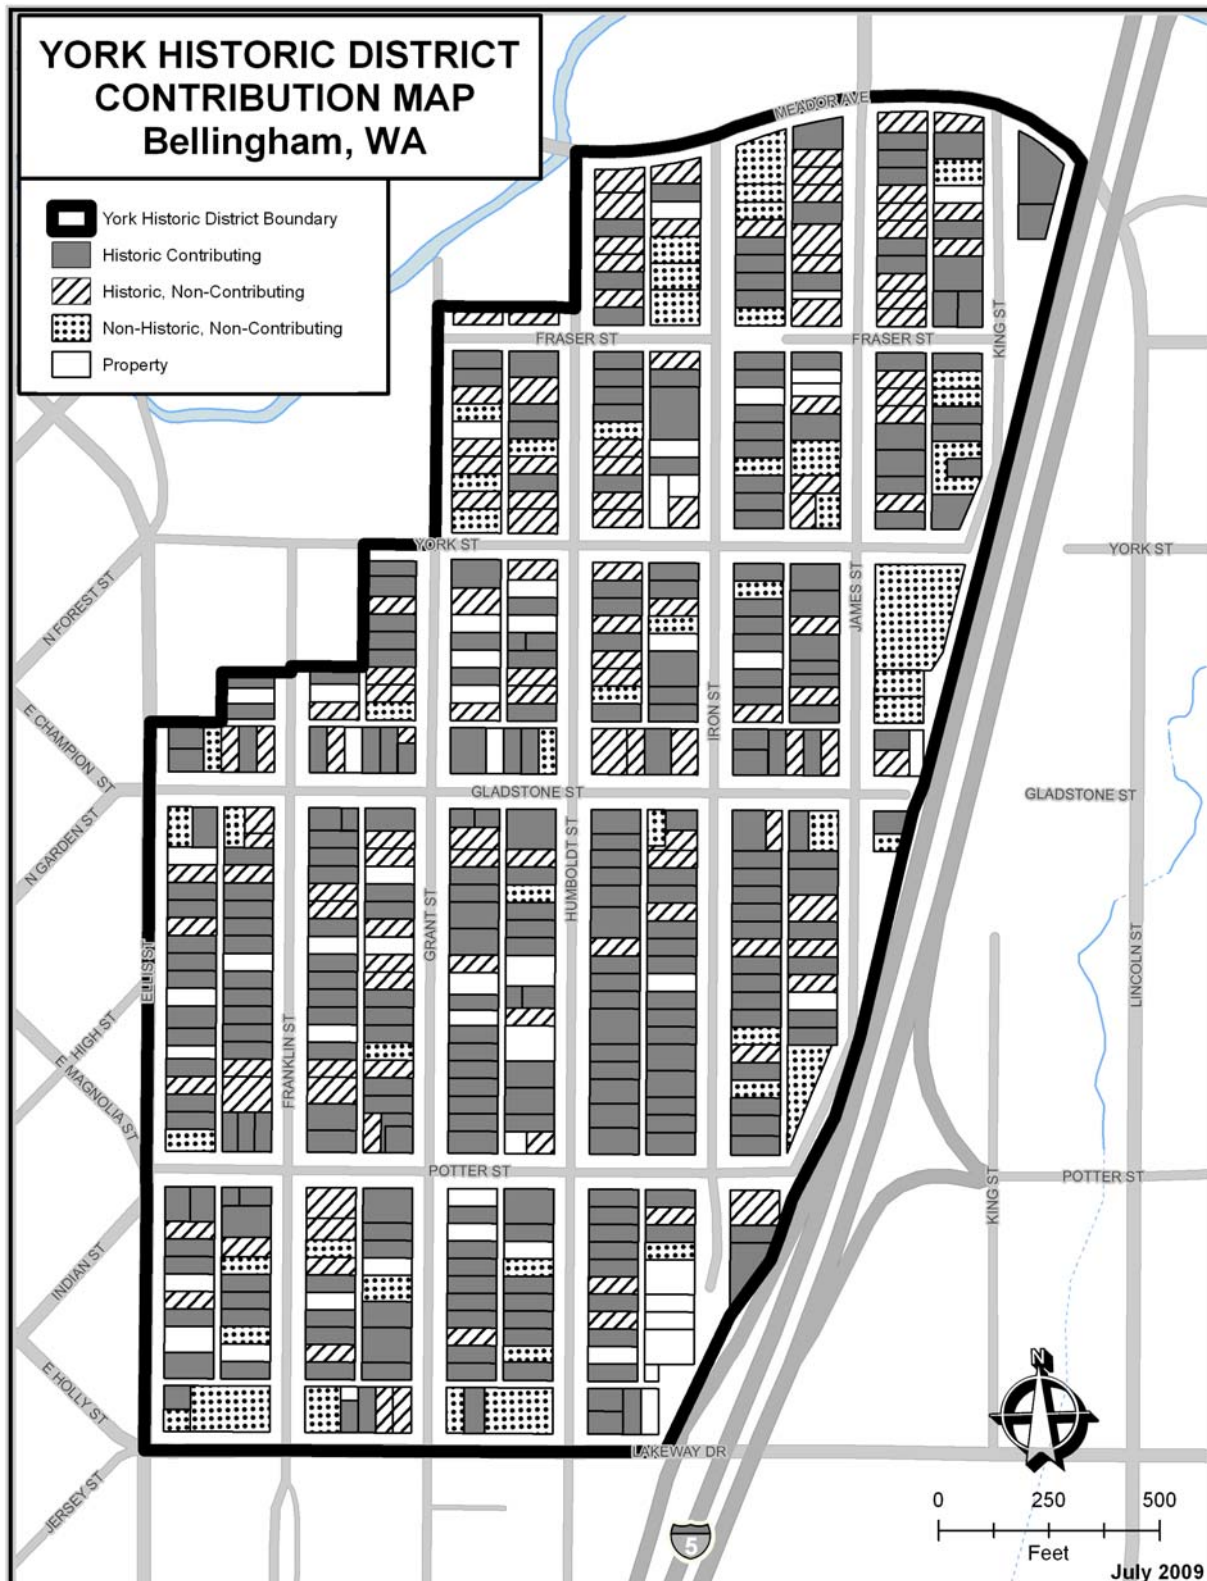 YORK HISTORIC DISTRICT
CONTRIBUTION MAP
Bellingham, WA
York Historic District Boundary
Historic Contributing
Historic, Non-Contributing
Non-Historic, Non-Contributing
Property
MEADOR AVE
FRASER ST
FRASER ST
KING ST
YORK ST
YORK ST
N FOREST ST
JAMES ST
E CHAMPION ST
IRON ST
GLADSTONE ST
GLADSTONE ST
N GARDEN ST
HUMBOLDT ST
GRANT ST
ELLIS ST
LINCOLN ST
HIGH ST
FRANKLIN ST
E MAGNOLIA ST
POTTER ST
POTTER ST
KING ST
INDIAN ST
E HOLLY ST
LAKEWAY DR
JERSEY ST
N
0 250 500
Feet
5
July 2009